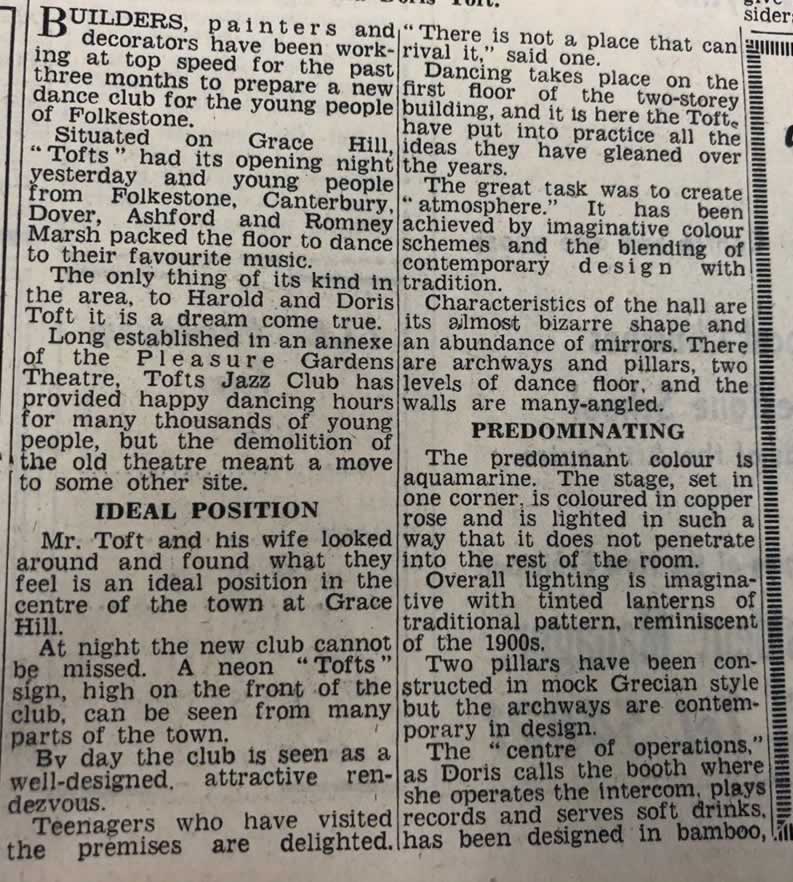 Doris Toft.
BUILDERS, painters and
decorators have been work-
ing at top speed for the past
three months to prepare a new
dance club for the young people
of Folkestone.
Situated on Grace Hill,
"Tofts" had its opening night
yesterday and young people
from Folkestone, Canterbury,
Dover, Ashford and Romney
Marsh packed the floor to dance
to their favourite music.
The only thing of its kind in
the area, to Harold and Doris
Toft it is a dream come true.
Long established in an annexe
of the Pleasure Gardens
Theatre, Tofts Jazz Club has
provided happy dancing hours
for many thousands of young
people, but the demolition of
the old theatre meant a move
to some other site.
IDEAL POSITION
Mr. Toft and his wife looked
around and found what they
feel is an ideal position in the
centre of the town at Grace
Hill.
At night the new club cannot
be missed. A neon "Tofts"
sign, high on the front of the
club, can be seen from many
parts of the town.
By day the club is seen as a
well-designed, attractive ren-
dezvous.
Teenagers who have visited
the premises are delighted.
"There is not a place that can
rival it," said one.
Dancing takes place on the
first floor of the two-storey
building, and it is here the Tofts
have put into practice all the
ideas they have gleaned over
the years.
The great task was to create
"atmosphere." It has been
achieved by imaginative colour
schemes and the blending of
contemporary design with
tradition.
Characteristics of the hall are
its almost bizarre shape and
an abundance of mirrors. There
are archways and pillars, two
levels of dance floor, and the
walls are many-angled.
PREDOMINATING
The predominant colour is
aquamarine. The stage, set in
one corner, is coloured in copper
rose and is lighted in such a
way that it does not penetrate
into the rest of the room.
Overall lighting is imagina-
tive with tinted lanterns of
traditional pattern, reminiscent
of the 1900s.
Two pillars have been con-
structed in mock Grecian style
but the archways are contem-
porary in design.
The "centre of operations,"
as Doris calls the booth where
she operates the intercom, plays
records and serves soft drinks,
has been designed in bamboo,
sider